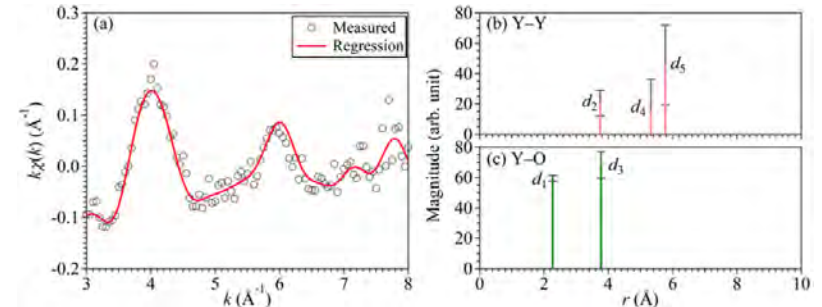 (a)
Measured
Regression
0.3
0.2
0.1
0.0
-0.1
-0.2
kχ(k) (Å⁻¹)
3 4 5 6 7 8
k (Å⁻¹)
(b) Y–Y
80
60
40
20
0
d₂
d₄
d₅
(c) Y–O
80
60
40
20
0
d₁
d₃
Magnitude (arb. unit)
0 2 4 6 8 10
r (Å)